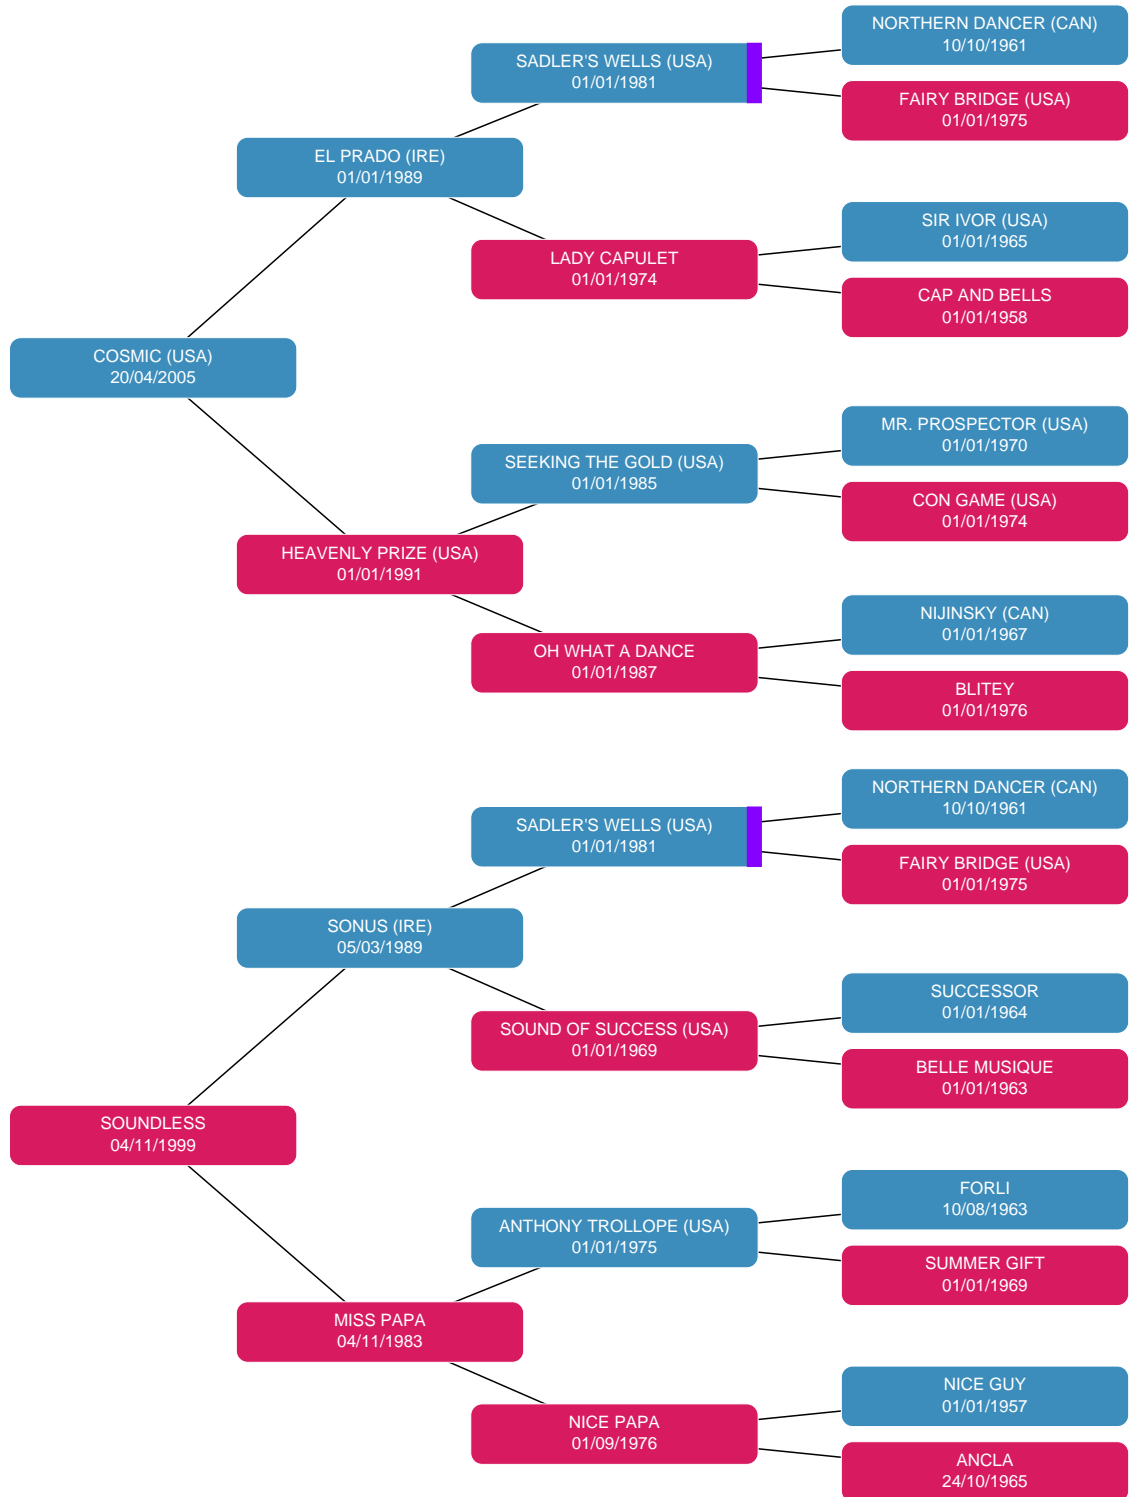 NORTHERN DANCER (CAN)
10/10/1961
SADLER'S WELLS (USA)
01/01/1981
FAIRY BRIDGE (USA)
01/01/1975
EL PRADO (IRE)
01/01/1989
SIR IVOR (USA)
01/01/1965
LADY CAPULET
01/01/1974
CAP AND BELLS
01/01/1958
COSMIC (USA)
20/04/2005
MR. PROSPECTOR (USA)
01/01/1970
SEEKING THE GOLD (USA)
01/01/1985
CON GAME (USA)
01/01/1974
HEAVENLY PRIZE (USA)
01/01/1991
NIJINSKY (CAN)
01/01/1967
OH WHAT A DANCE
01/01/1987
BLITEY
01/01/1976
NORTHERN DANCER (CAN)
10/10/1961
SADLER'S WELLS (USA)
01/01/1981
FAIRY BRIDGE (USA)
01/01/1975
SONUS (IRE)
05/03/1989
SUCCESSOR
01/01/1964
SOUND OF SUCCESS (USA)
01/01/1969
BELLE MUSIQUE
01/01/1963
SOUNDLESS
04/11/1999
FORLI
10/08/1963
ANTHONY TROLLOPE (USA)
01/01/1975
SUMMER GIFT
01/01/1969
MISS PAPA
04/11/1983
NICE GUY
01/01/1957
NICE PAPA
01/09/1976
ANCLA
24/10/1965